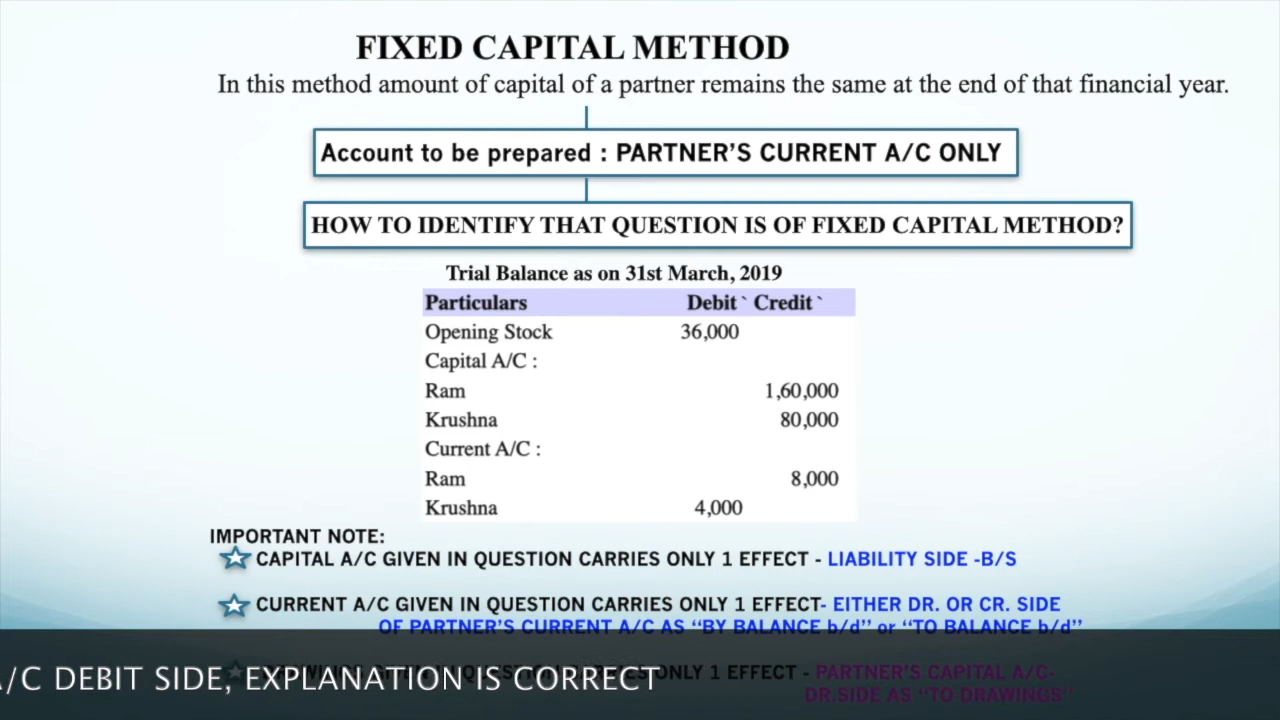 FIXED CAPITAL METHOD
In this method amount of capital of a partner remains the same at the end of that financial year.
Account to be prepared : PARTNER'S CURRENT A/C ONLY
HOW TO IDENTIFY THAT QUESTION IS OF FIXED CAPITAL METHOD?
Trial Balance as on 31st March, 2019
Particulars Debit ` Credit `
Opening Stock 36,000
Capital A/C :
Ram 1,60,000
Krushna 80,000
Current A/C :
Ram 8,000
Krushna 4,000
IMPORTANT NOTE:
CAPITAL A/C GIVEN IN QUESTION CARRIES ONLY 1 EFFECT - LIABILITY SIDE -B/S
CURRENT A/C GIVEN IN QUESTION CARRIES ONLY 1 EFFECT- EITHER DR. OR CR. SIDE
OF PARTNER'S CURRENT A/C AS “BY BALANCE b/d” or “TO BALANCE b/d”
DRAWINGS GIVEN IN QUESTION CARRIES ONLY 1 EFFECT - PARTNER'S CAPITAL A/C-
DR.SIDE AS “TO DRAWINGS”
A/C DEBIT SIDE, EXPLANATION IS CORRECT